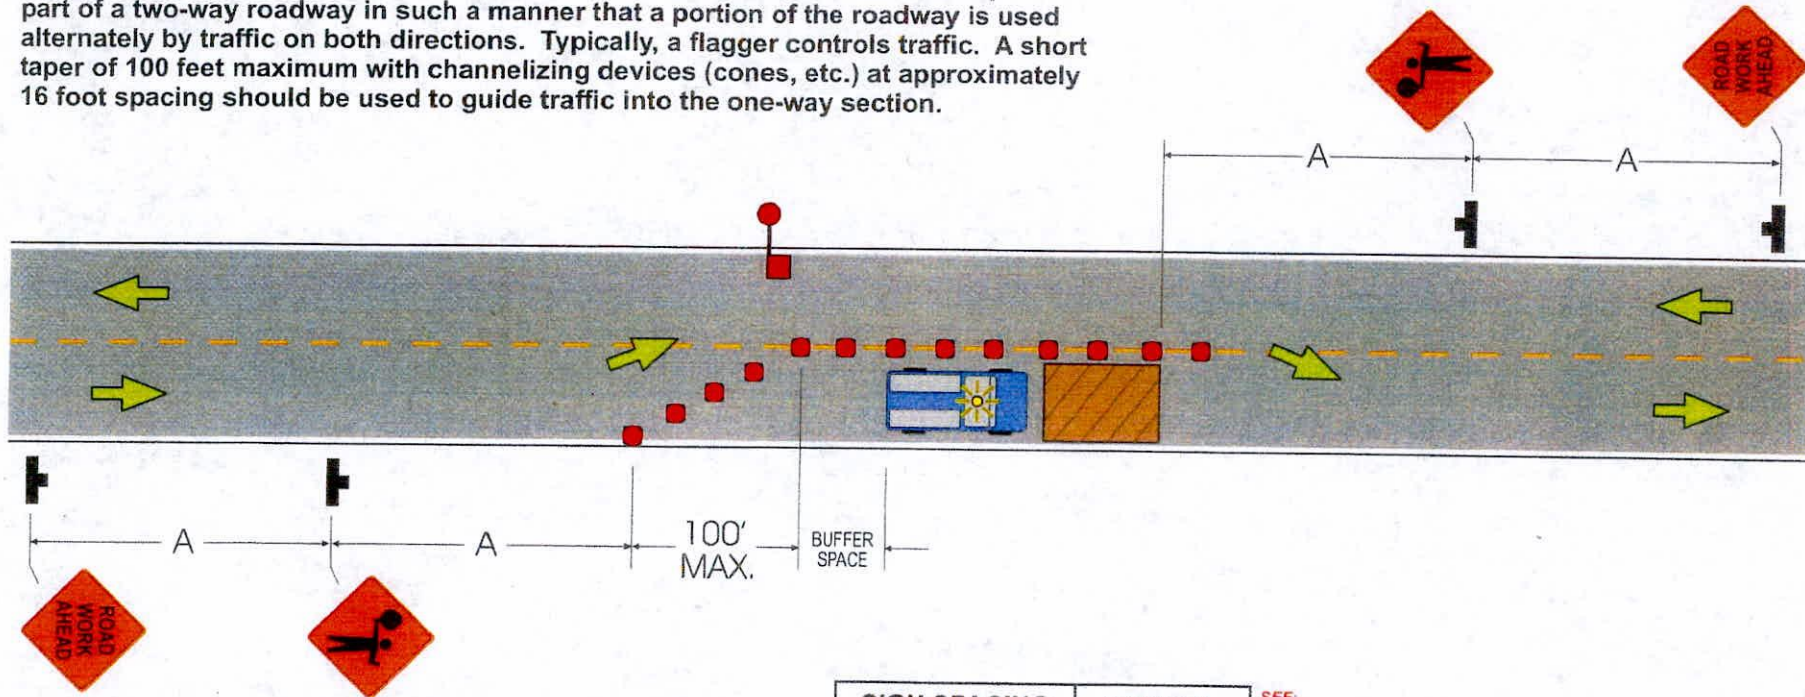 part of a two-way roadway in such a manner that a portion of the roadway is used
alternately by traffic on both directions. Typically, a flagger controls traffic. A short
taper of 100 feet maximum with channelizing devices (cones, etc.) at approximately
16 foot spacing should be used to guide traffic into the one-way section.
ROAD
WORK
AHEAD
A
A
A
A
100'
MAX.
BUFFER
SPACE
ROAD
WORK
AHEAD
SIGN SPACING
SEE: